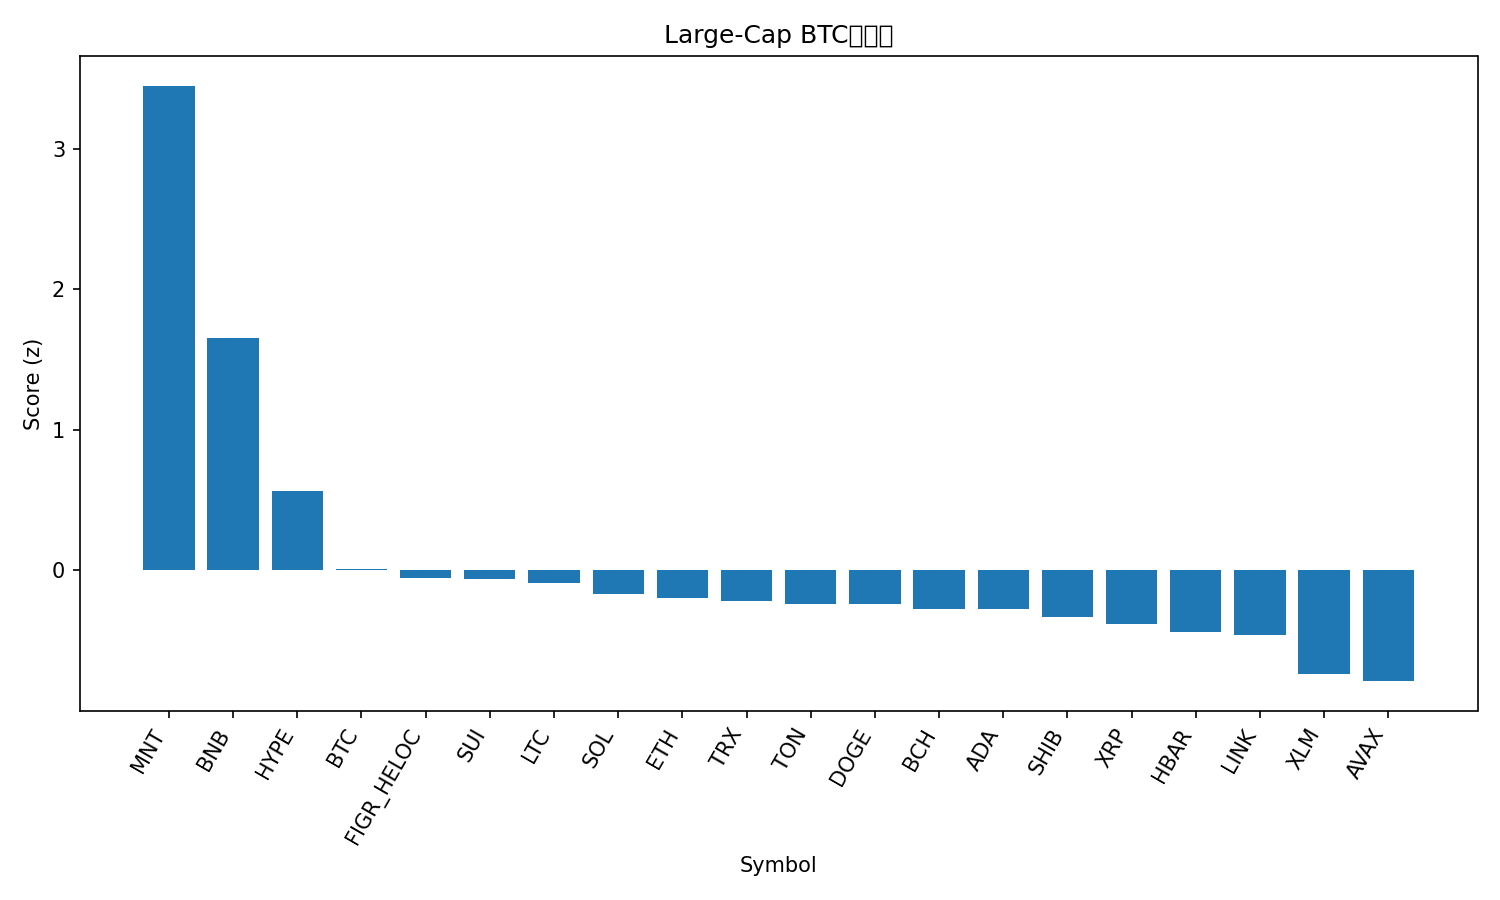 Large-Cap BTC
3
2
1
0
Score (z)
MNT
BNB
HYPE
BTC
FIGR_HELOC
SUI
LTC
SOL
ETH
TRX
TON
DOGE
BCH
ADA
SHIB
XRP
HBAR
LINK
XLM
AVAX
Symbol